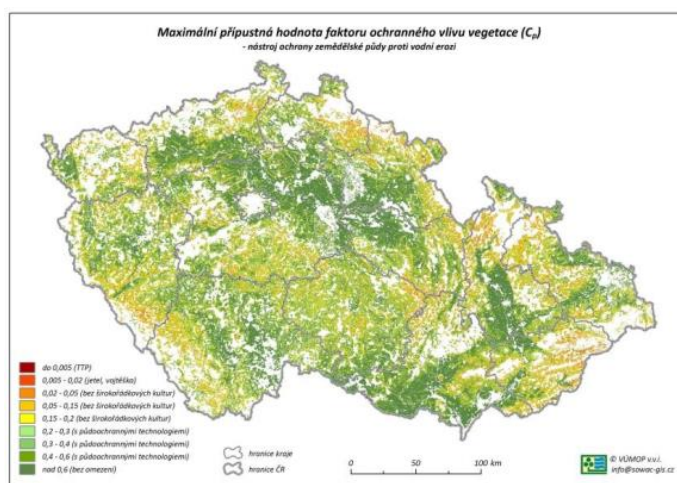 Maximální přípustná hodnota faktoru ochranného vlivu vegetace (Cₚ)
- nástroj ochrany zemědělské půdy proti vodní erozi
do 0,005 (TTP)
0,005 - 0,02 (jetel, vojtěška)
0,02 - 0,05 (bez širokořádkových kultur)
0,05 - 0,15 (bez širokořádkových kultur)
0,15 - 0,2 (bez širokořádkových kultur)
0,2 - 0,3 (s půdoochrannými technologiemi)
0,3 - 0,4 (s půdoochrannými technologiemi)
0,4 - 0,6 (s půdoochrannými technologiemi)
nad 0,6 (bez omezení)
hranice kraje
hranice ČR
0 50 100 km
© VÚMOP v.v.i.
info@sowac-gis.cz